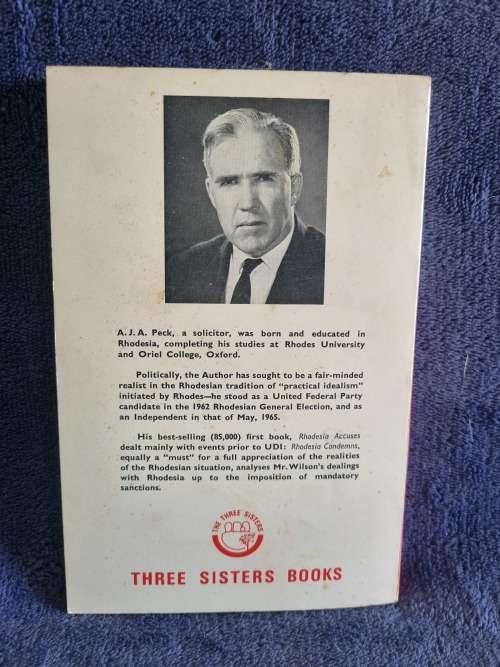 A. J. A. Peck, a solicitor, was born and educated in
Rhodesia, completing his studies at Rhodes University
and Oriel College, Oxford.
Politically, the Author has sought to be a fair-minded
realist in the Rhodesian tradition of "practical idealism"
initiated by Rhodes—he stood as a United Federal Party
candidate in the 1962 Rhodesian General Election, and as
an Independent in that of May, 1965.
His best-selling (85,000) first book, Rhodesia Accuses
dealt mainly with events prior to UDI: Rhodesia Condemns,
equally a "must" for a full appreciation of the realities
of the Rhodesian situation, analyses Mr. Wilson's dealings
with Rhodesia up to the imposition of mandatory
sanctions.
THE THREE SISTERS
THREE SISTERS BOOKS